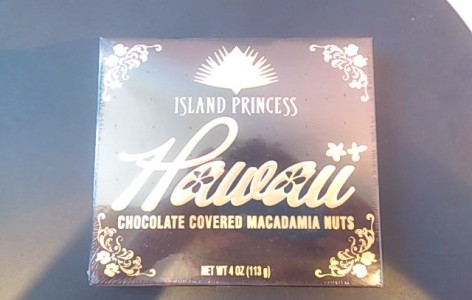 ISLAND PRINCESS
Hawaii
CHOCOLATE COVERED MACADAMIA NUTS
NET WT 4 OZ (113 g)